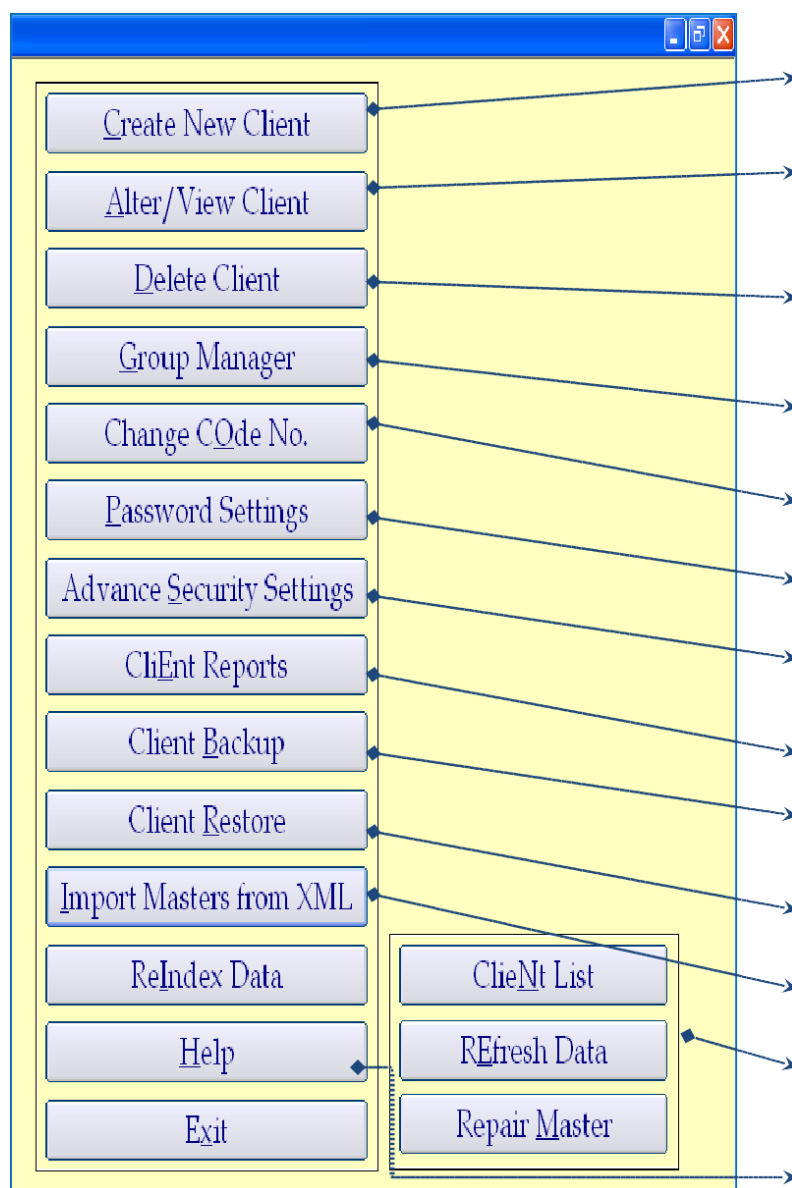 Create New Client
Alter/View Client
Delete Client
Group Manager
Change COde No.
Password Settings
Advance Security Settings
CliEnt Reports
Client Backup
Client Restore
Import Masters from XML
ReIndex Data
Help
Exit
ClieNt List
REfresh Data
Repair Master